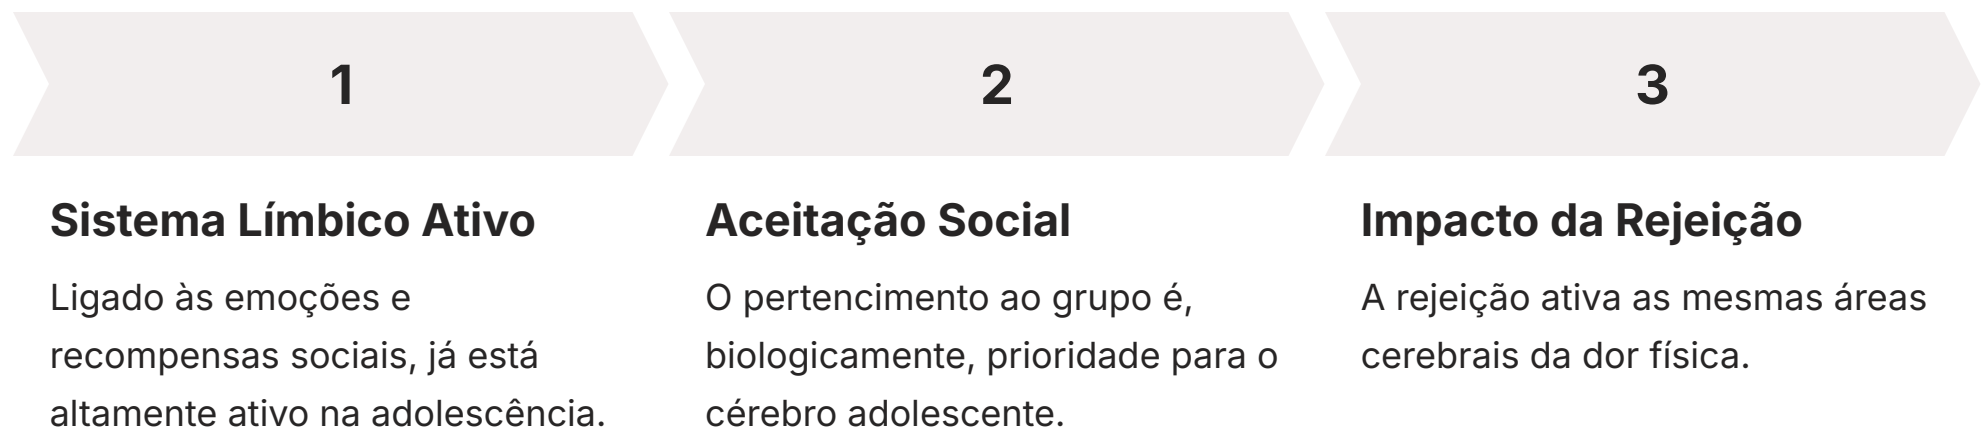 1
Sistema Límbico Ativo
Ligado às emoções e
recompensas sociais, já está
altamente ativo na adolescência.
2
Aceitação Social
O pertencimento ao grupo é,
biologicamente, prioridade para o
cérebro adolescente.
3
Impacto da Rejeição
A rejeição ativa as mesmas áreas
cerebrais da dor física.